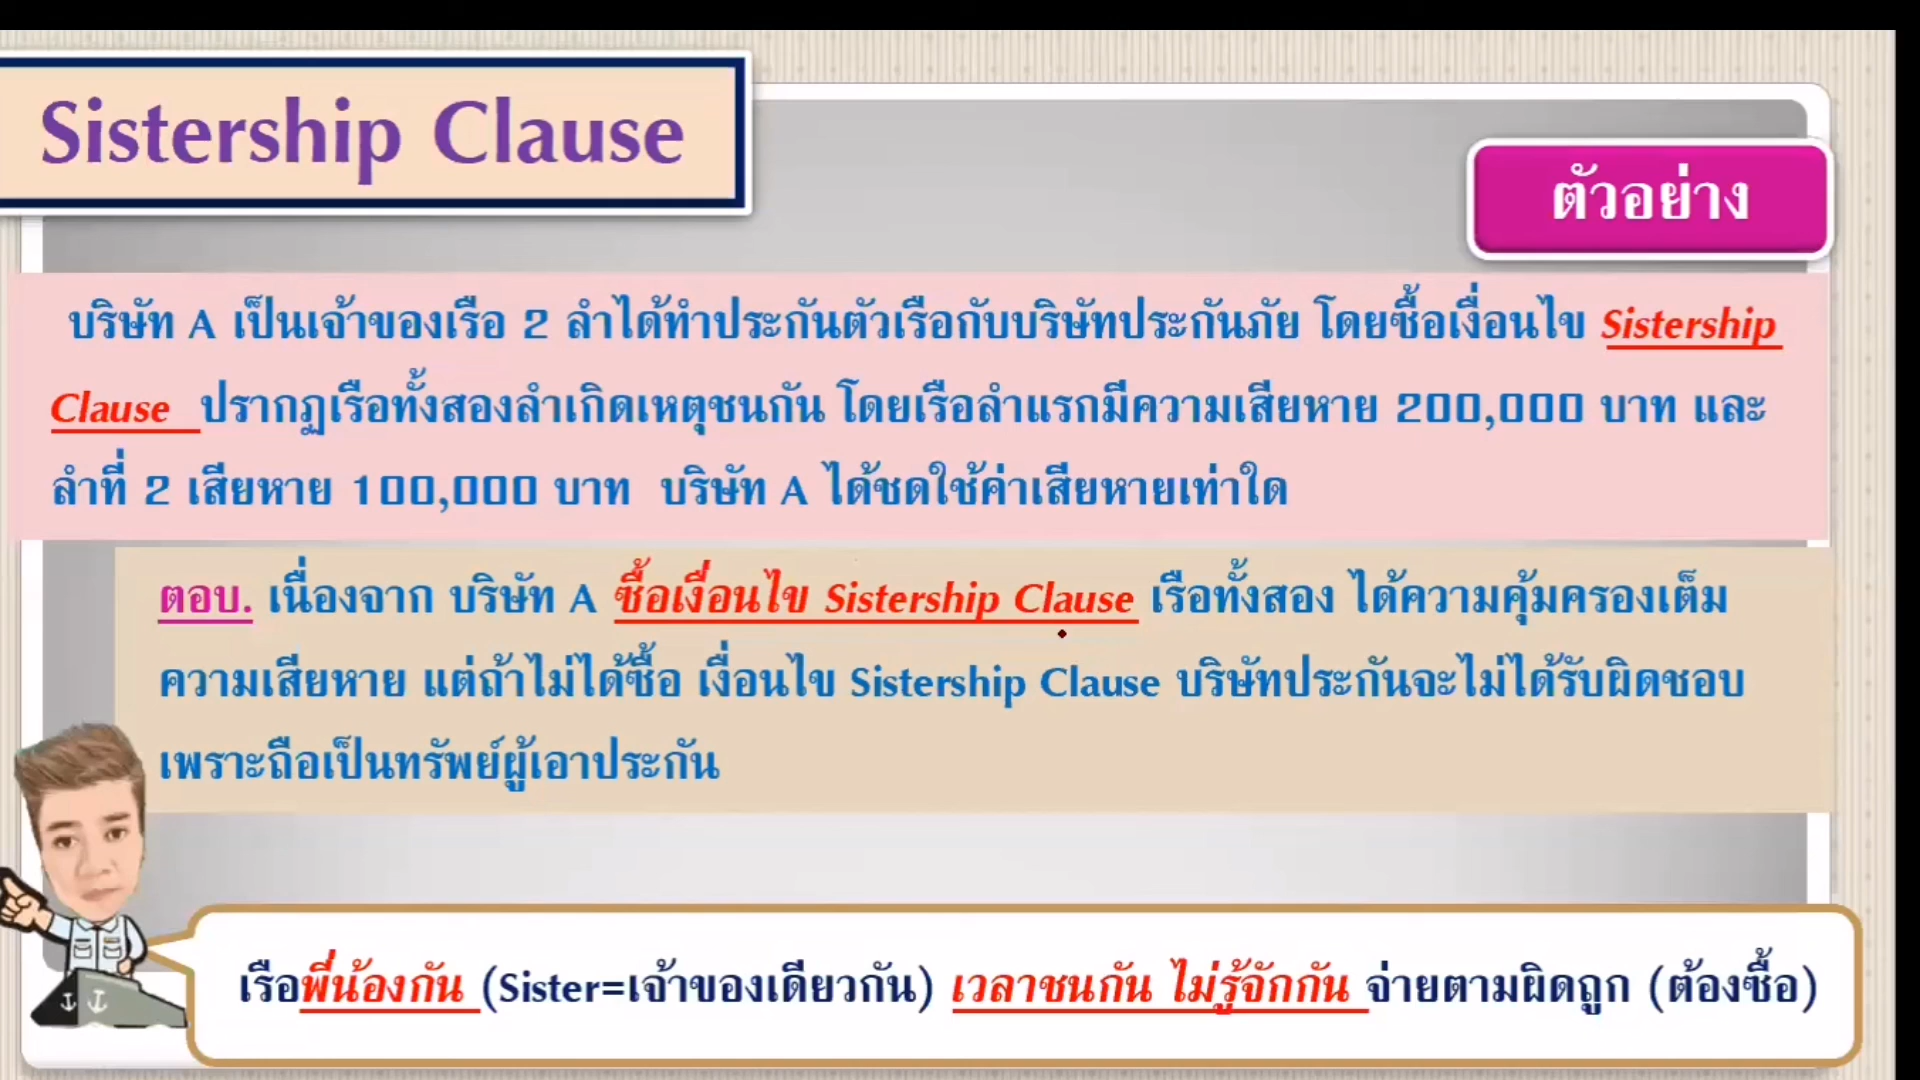 Sistership Clause
ตัวอย่าง
บริษัท A เป็นเจ้าของเรือ 2 ลำได้ทำประกันตัวเรือกับบริษัทประกันภัย โดยซื้อเงื่อนไข Sistership
Clause ปรากฏเรือทั้งสองลำเกิดเหตุชนกัน โดยเรือลำแรกมีความเสียหาย 200,000 บาท และ
ลำที่ 2 เสียหาย 100,000 บาท บริษัท A ได้ชดใช้ค่าเสียหายเท่าใด
ตอบ. เนื่องจาก บริษัท A ซื้อเงื่อนไข Sistership Clause เรือทั้งสอง ได้ความคุ้มครองเต็ม
ความเสียหาย แต่ถ้าไม่ได้ซื้อ เงื่อนไข Sistership Clause บริษัทประกันจะไม่ได้รับผิดชอบ
เพราะถือเป็นทรัพย์ผู้เอาประกัน
เรือพี่น้องกัน (Sister=เจ้าของเดียวกัน) เวลาชนกัน ไม่รู้จักกัน จ่ายตามผิดถูก (ต้องซื้อ)